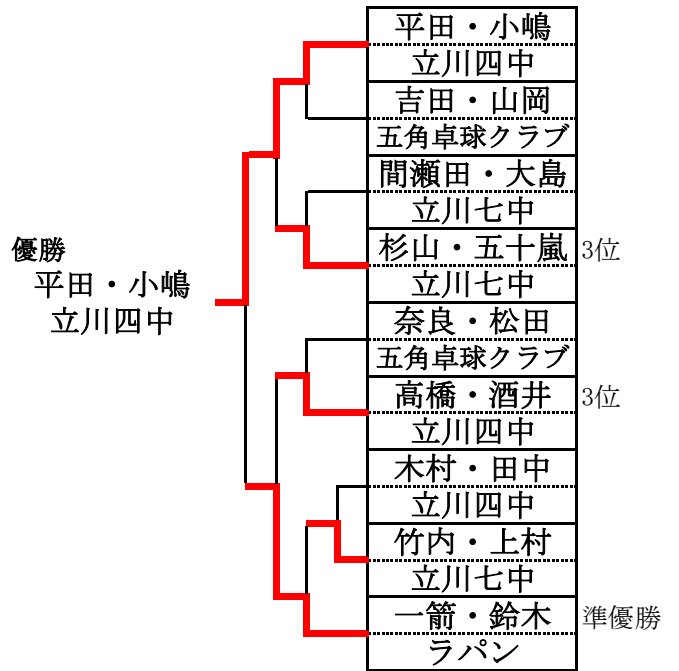 平田・小嶋
立川四中
吉田・山岡
五角卓球クラブ
間瀬田・大島
立川七中
杉山・五十嵐 3位
立川七中
奈良・松田
五角卓球クラブ
高橋・酒井 3位
立川四中
木村・田中
立川四中
竹内・上村
立川七中
一箭・鈴木 準優勝
ラパン
優勝
平田・小嶋
立川四中